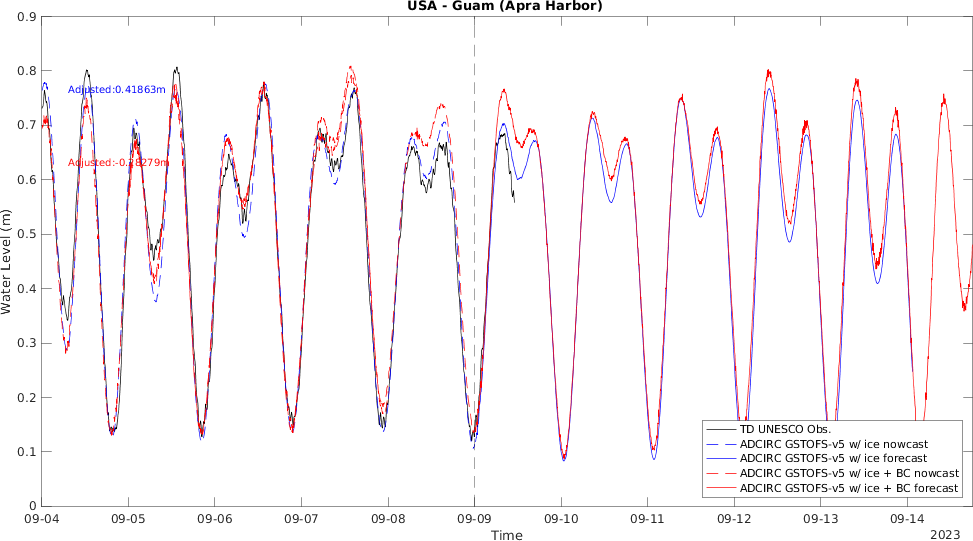 USA - Guam (Apra Harbor)
0.9
0.8
0.7
0.6
0.5
0.4
0.3
0.2
0.1
0
Water Level (m)
Adjusted:0.41863m
Adjusted:-0.28279m
TD UNESCO Obs.
ADCIRC GSTOFS-v5 w/ ice nowcast
ADCIRC GSTOFS-v5 w/ ice forecast
ADCIRC GSTOFS-v5 w/ ice + BC nowcast
ADCIRC GSTOFS-v5 w/ ice + BC forecast
09-04 09-05 09-06 09-07 09-08 09-09 09-10 09-11 09-12 09-13 09-14
Time
2023